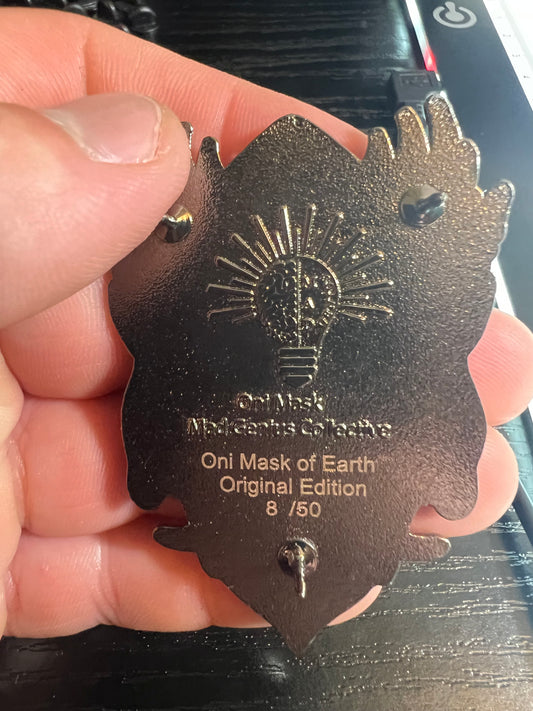 Oni Mask
Mad Genius Collective
Oni Mask of Earth
Original Edition
8 /50